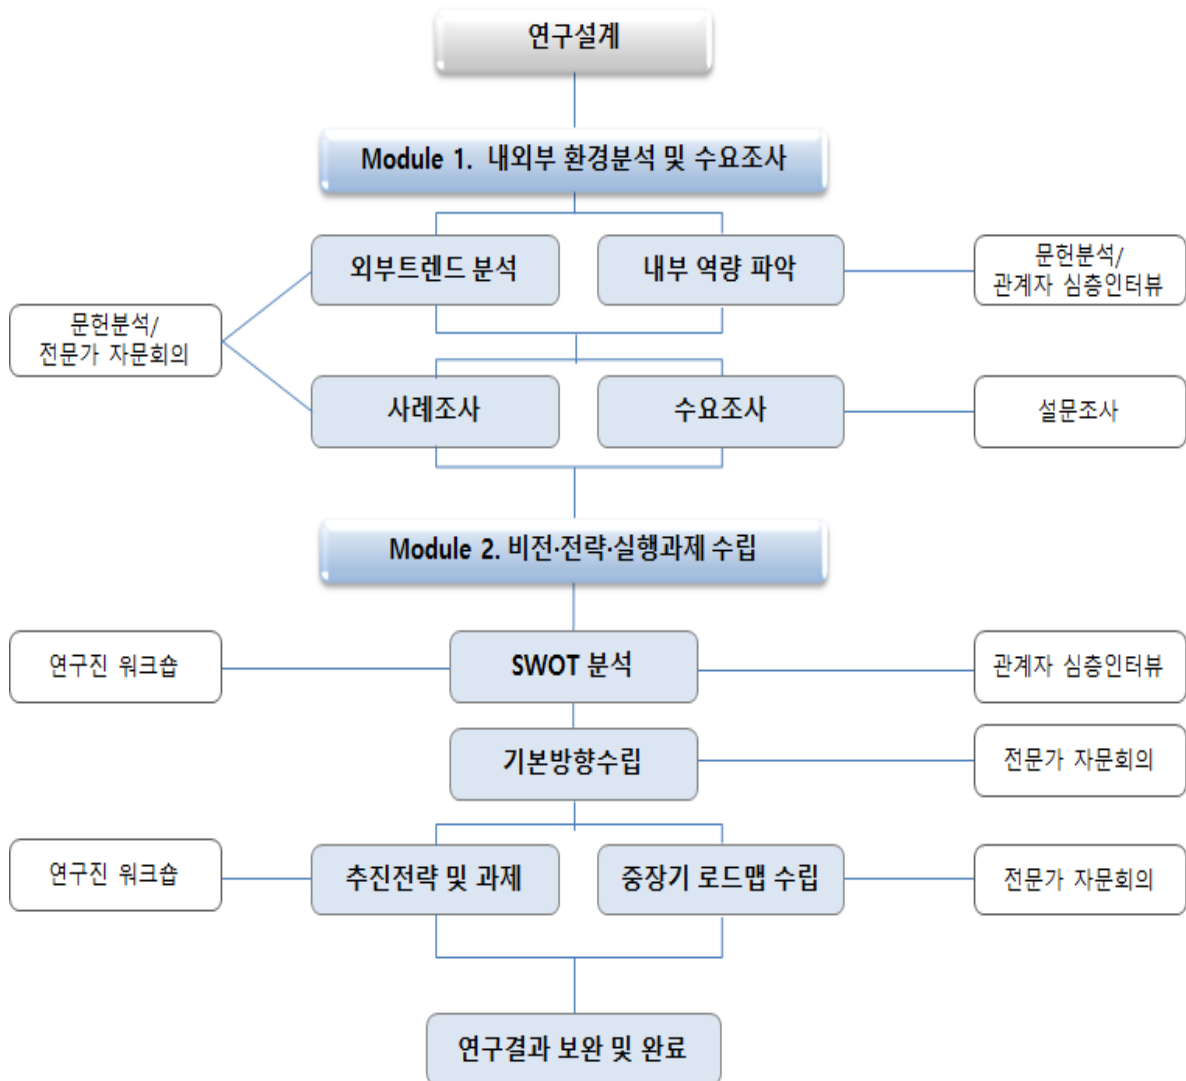 연구설계
Module 1. 내외부 환경분석 및 수요조사
외부트렌드 분석
내부 역량 파악
문헌분석/
관계자 심층인터뷰
문헌분석/
전문가 자문회의
사례조사
수요조사
설문조사
Module 2. 비전·전략·실행과제 수립
연구진 워크숍
SWOT 분석
관계자 심층인터뷰
기본방향수립
전문가 자문회의
연구진 워크숍
추진전략 및 과제
중장기 로드맵 수립
전문가 자문회의
연구결과 보완 및 완료